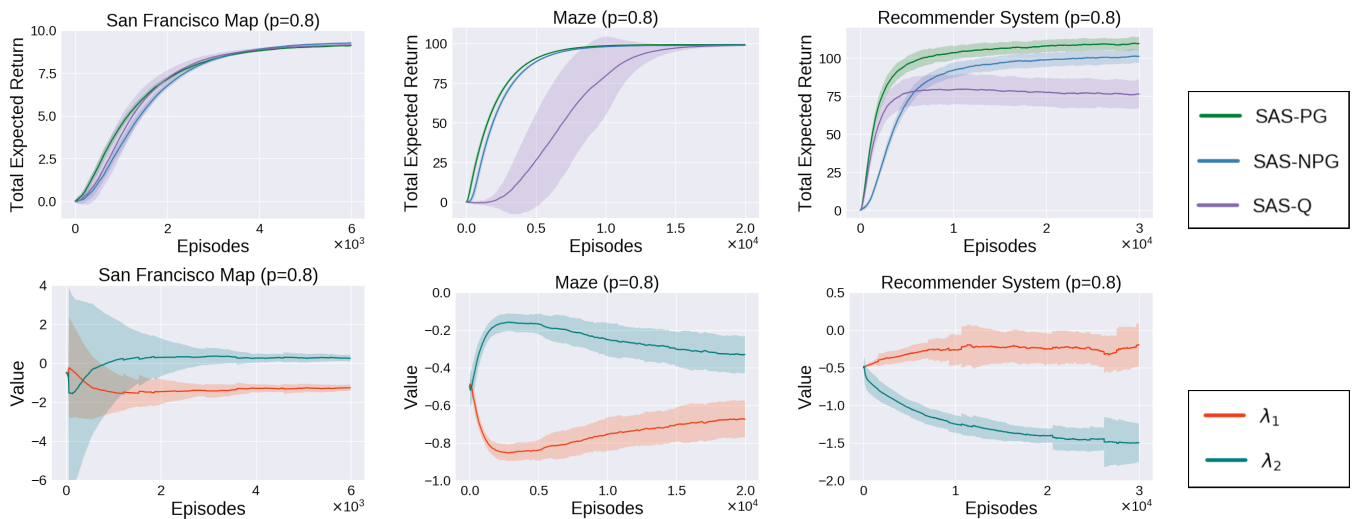 San Francisco Map (p=0.8)
Total Expected Return
10.0
7.5
5.0
2.5
0.0
0 2 4 6
×10³
Episodes
Maze (p=0.8)
Total Expected Return
100
75
50
25
0
0.0 0.5 1.0 1.5 2.0
×10⁴
Episodes
Recommender System (p=0.8)
Total Expected Return
100
75
50
25
0
0 1 2 3
×10⁴
Episodes
SAS-PG
SAS-NPG
SAS-Q
San Francisco Map (p=0.8)
Value
4
2
0
−2
−4
−6
0 2 4 6
×10³
Episodes
Maze (p=0.8)
Value
0.0
−0.2
−0.4
−0.6
−0.8
−1.0
0.0 0.5 1.0 1.5 2.0
×10⁴
Episodes
Recommender System (p=0.8)
Value
0.5
0.0
−0.5
−1.0
−1.5
−2.0
0 1 2 3
×10⁴
Episodes
λ₁
λ₂